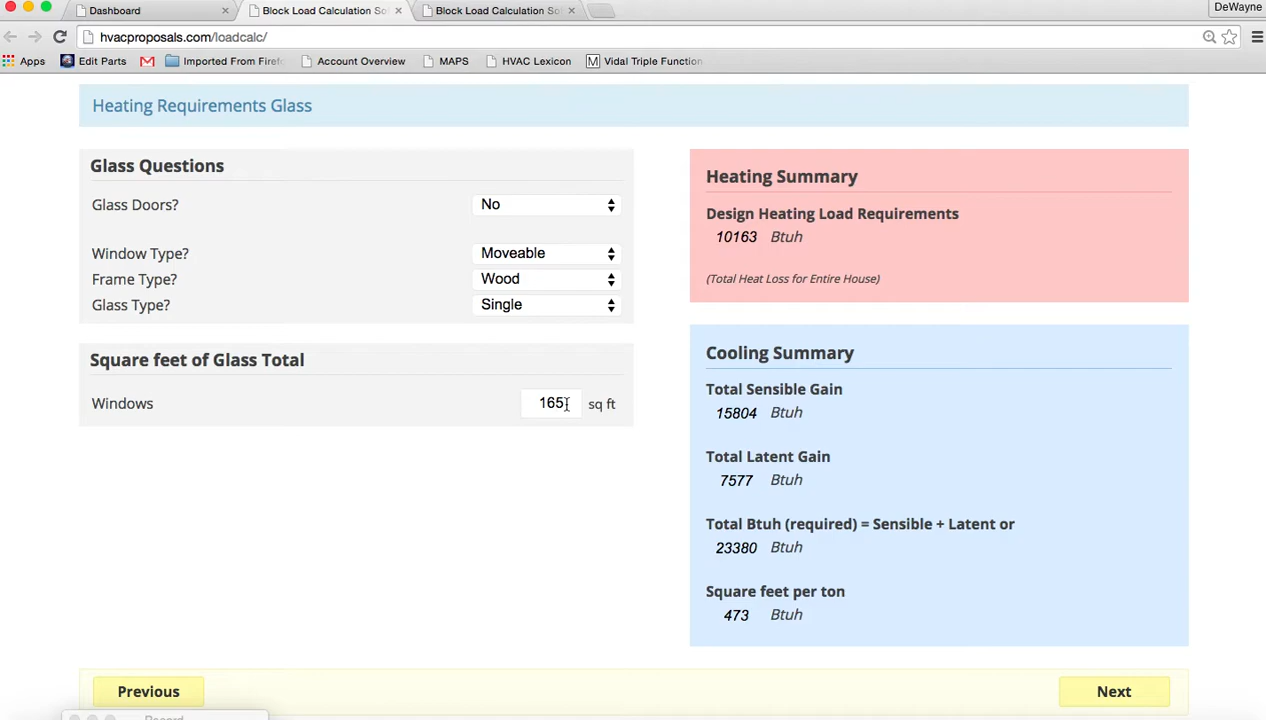 Dashboard
Block Load Calculation So
Block Load Calculation So
DeWayne
hvacproposals.com/loadcalc/
Apps
Edit Parts
Imported From Firef
Account Overview
MAPS
HVAC Lexicon
M
Vidal Triple Function
Heating Requirements Glass
Glass Questions
Glass Doors?
No
Window Type?
Moveable
Frame Type?
Wood
Glass Type?
Single
Square feet of Glass Total
Windows
165
sq ft
Heating Summary
Design Heating Load Requirements
10163 Btuh
(Total Heat Loss for Entire House)
Cooling Summary
Total Sensible Gain
15804 Btuh
Total Latent Gain
7577 Btuh
Total Btuh (required) = Sensible + Latent or
23380 Btuh
Square feet per ton
473 Btuh
Previous
Next
Record